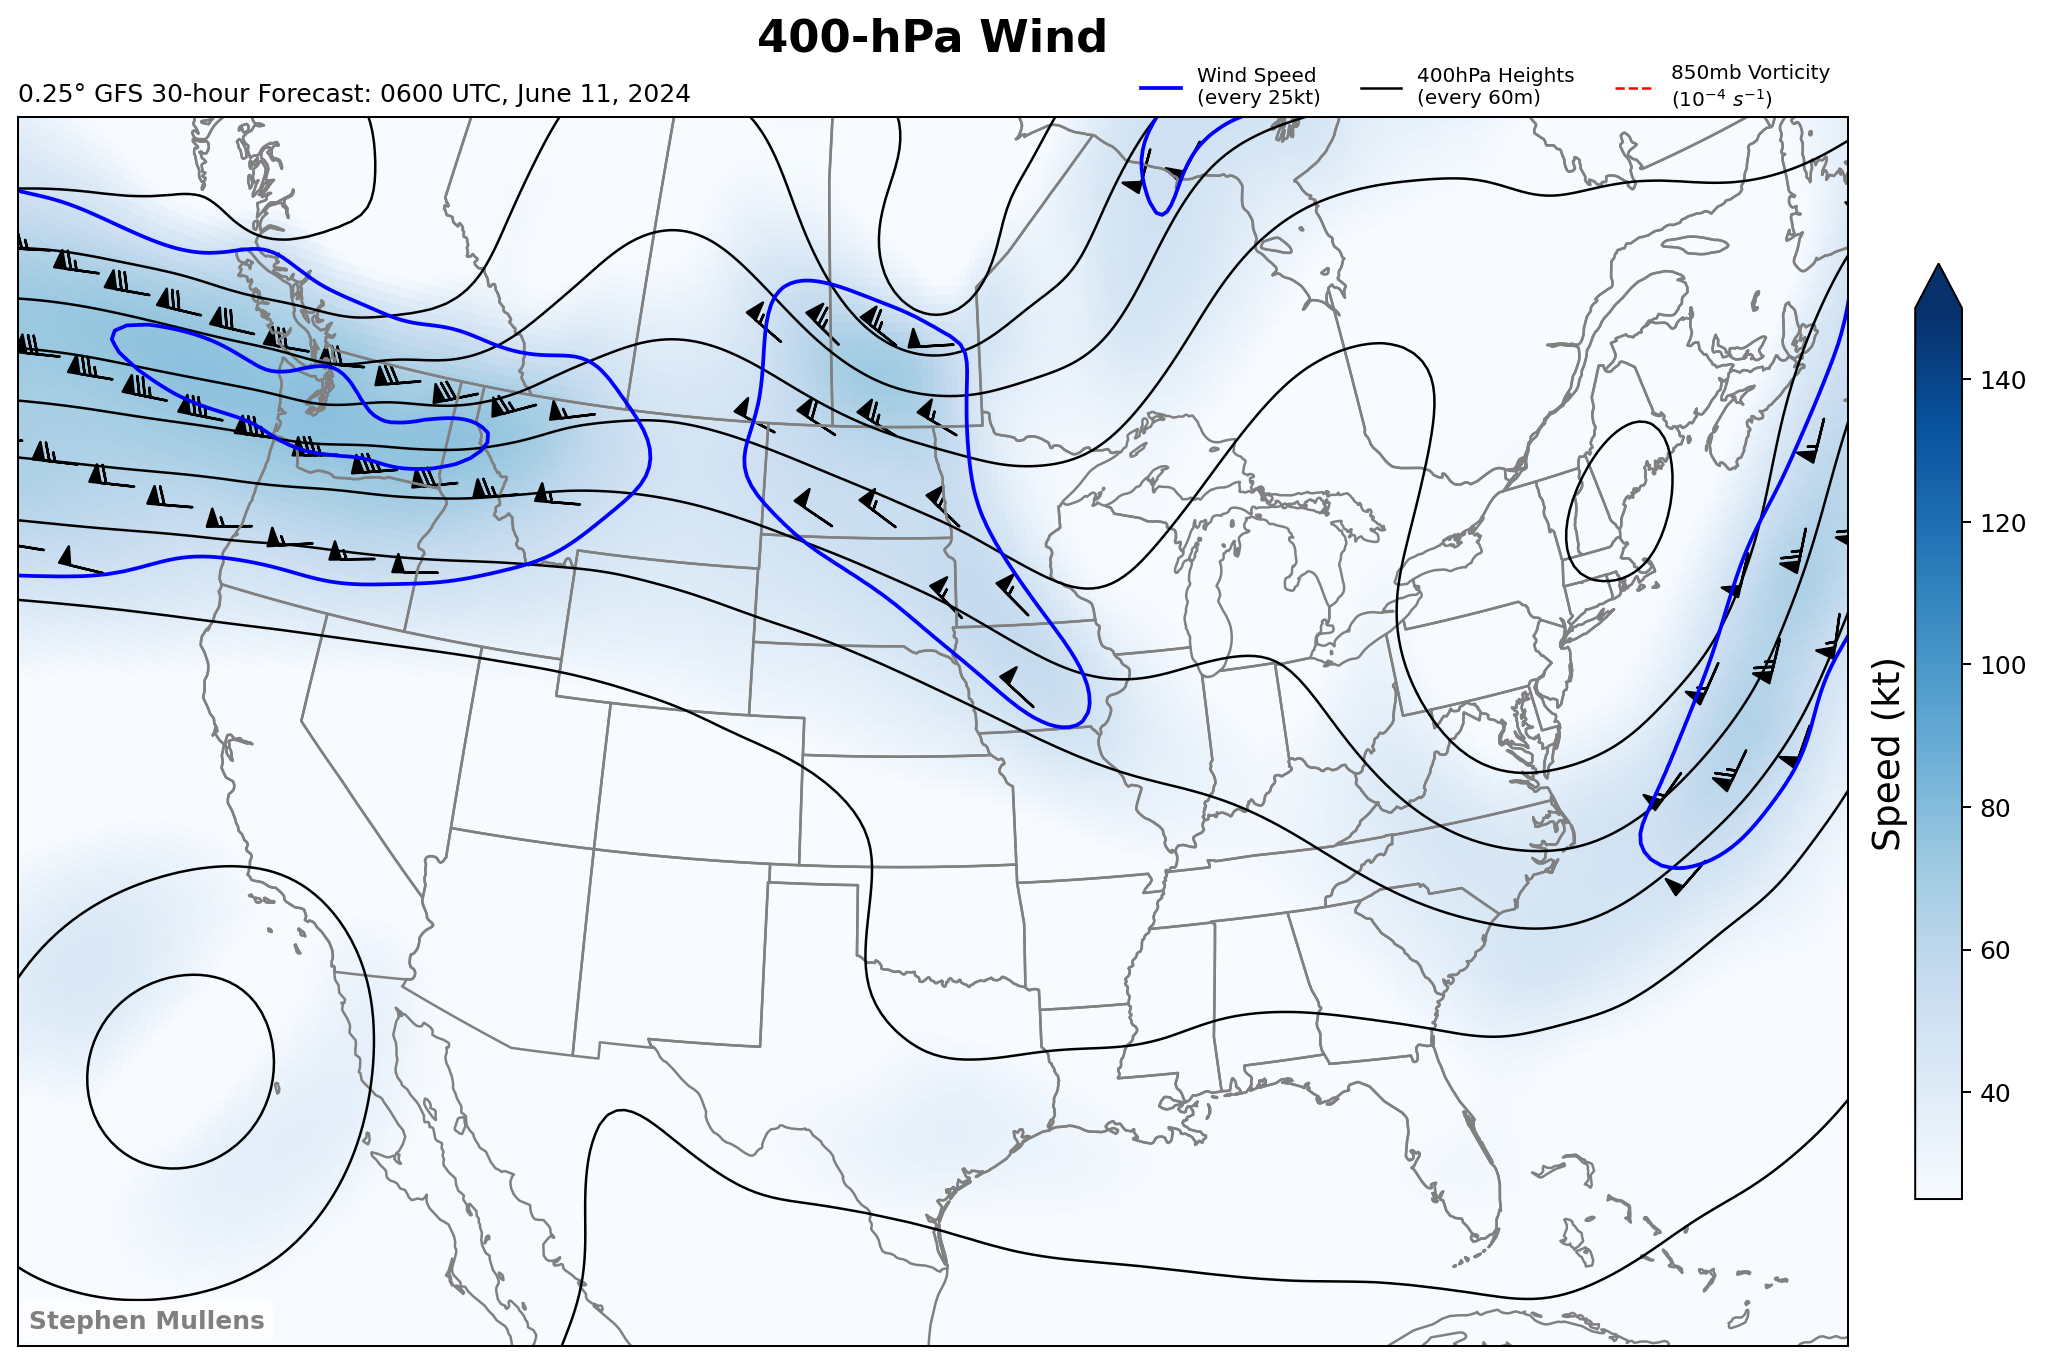 400-hPa Wind
0.25° GFS 30-hour Forecast: 0600 UTC, June 11, 2024
Wind Speed
(every 25kt)
400hPa Heights
(every 60m)
850mb Vorticity
(10⁻⁴ s⁻¹)
140
120
100
80
60
40
Speed (kt)
Stephen Mullens